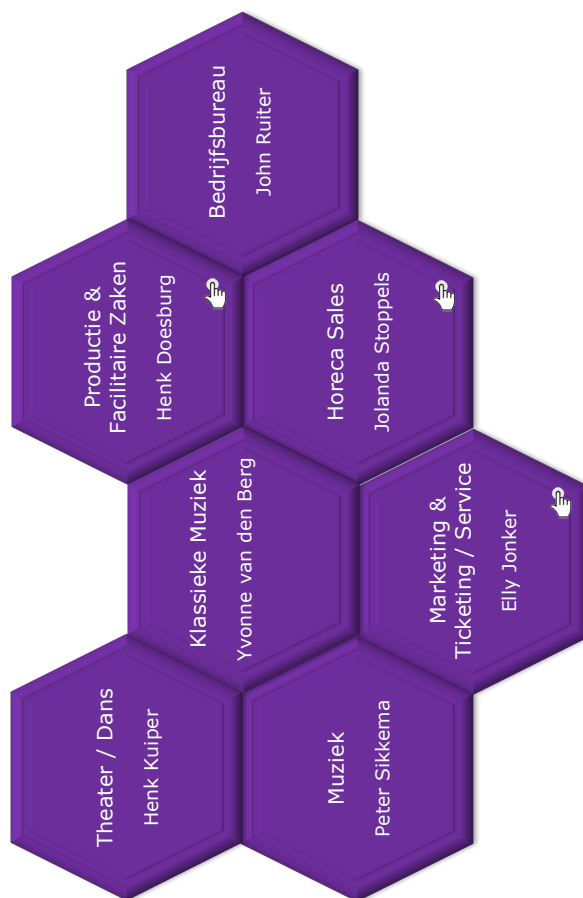 Theater / Dans
Henk Kuiper
Productie &
Facilitaire Zaken
Henk Doesburg
Klassieke Muziek
Yvonne van den Berg
Bedrijfsbureau
John Ruiter
Muziek
Peter Sikkema
Horeca Sales
Jolanda Stoppels
Marketing &
Ticketing / Service
Elly Jonker